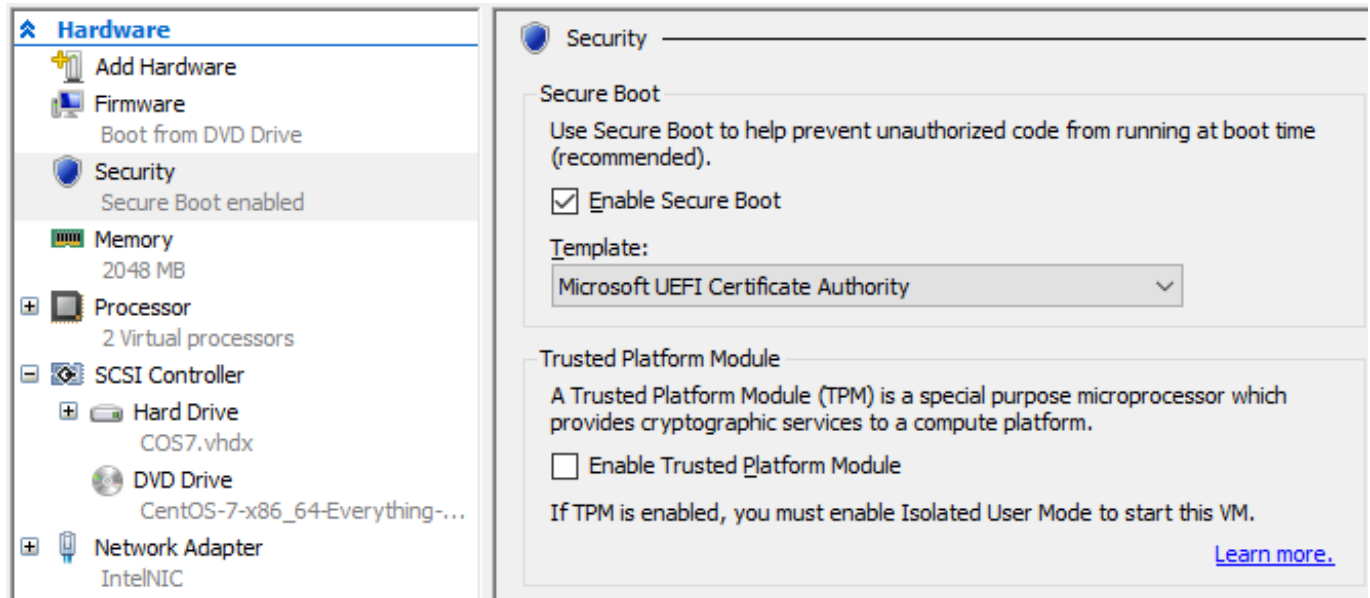 Hardware
Add Hardware
Firmware
Boot from DVD Drive
Security
Secure Boot enabled
Memory
2048 MB
Processor
2 Virtual processors
SCSI Controller
Hard Drive
COS7.vhdx
DVD Drive
CentOS-7-x86_64-Everything-...
Network Adapter
IntelNIC
Security
Secure Boot
Use Secure Boot to help prevent unauthorized code from running at boot time
(recommended).
Enable Secure Boot
Template:
Microsoft UEFI Certificate Authority
Trusted Platform Module
A Trusted Platform Module (TPM) is a special purpose microprocessor which
provides cryptographic services to a compute platform.
Enable Trusted Platform Module
If TPM is enabled, you must enable Isolated User Mode to start this VM.
Learn more.